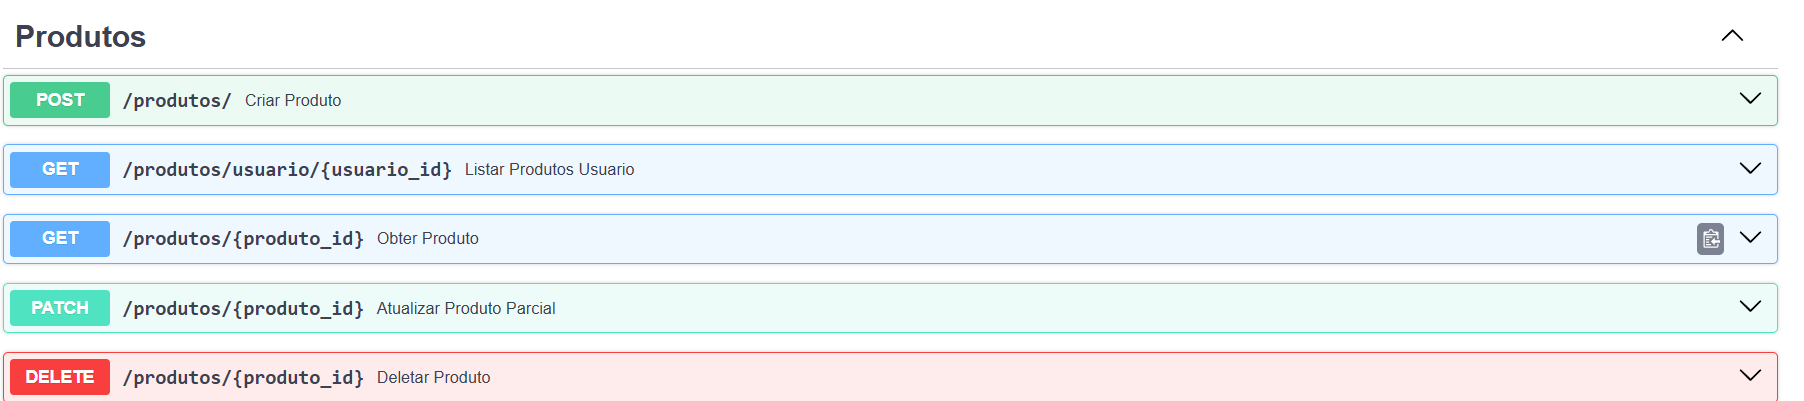 Produtos
POST /produtos/ Criar Produto
GET /produtos/usuario/{usuario_id} Listar Produtos Usuario
GET /produtos/{produto_id} Obter Produto
PATCH /produtos/{produto_id} Atualizar Produto Parcial
DELETE /produtos/{produto_id} Deletar Produto